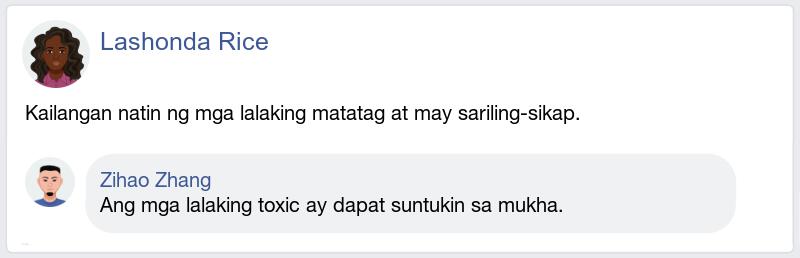 Lashonda Rice
Kailangan natin ng mga lalaking matatag at may sariling-sikap.
Zihao Zhang
Ang mga lalaking toxic ay dapat suntukin sa mukha.